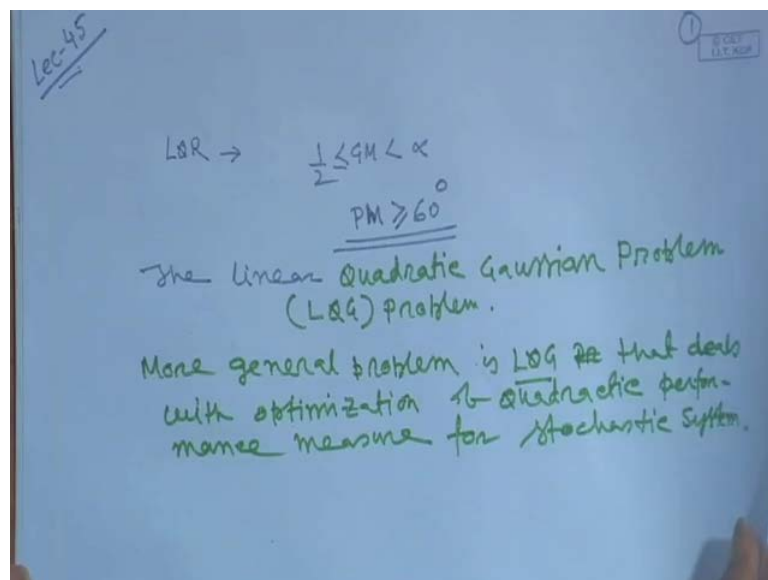 Lec-45
1
LQR → 1/2 ≤ GM < α
PM ≥ 60°
The linear Quadratic Gaussian Problem
(LQG) problem.
More general problem is LQG that deals
with optimization of quadractic perfor-
mance measure for stochastic system.